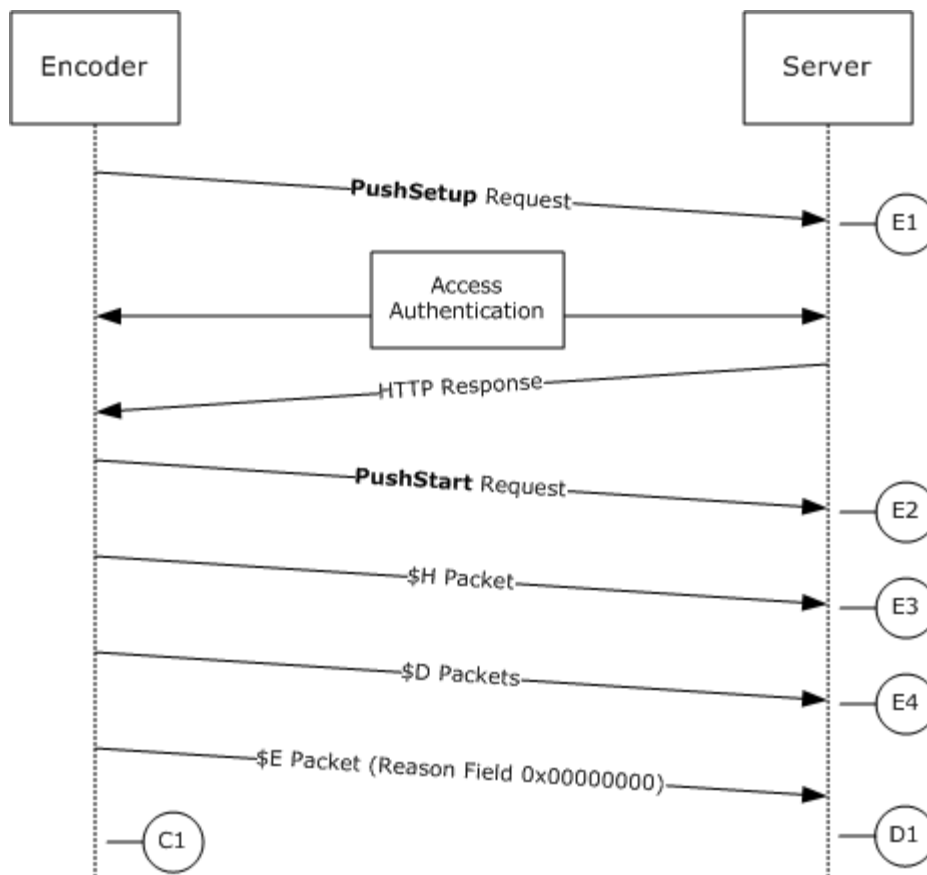 Encoder
Server
PushSetup Request
E1
Access
Authentication
HTTP Response
PushStart Request
E2
$H Packet
E3
$D Packets
E4
$E Packet (Reason Field 0x00000000)
C1
D1